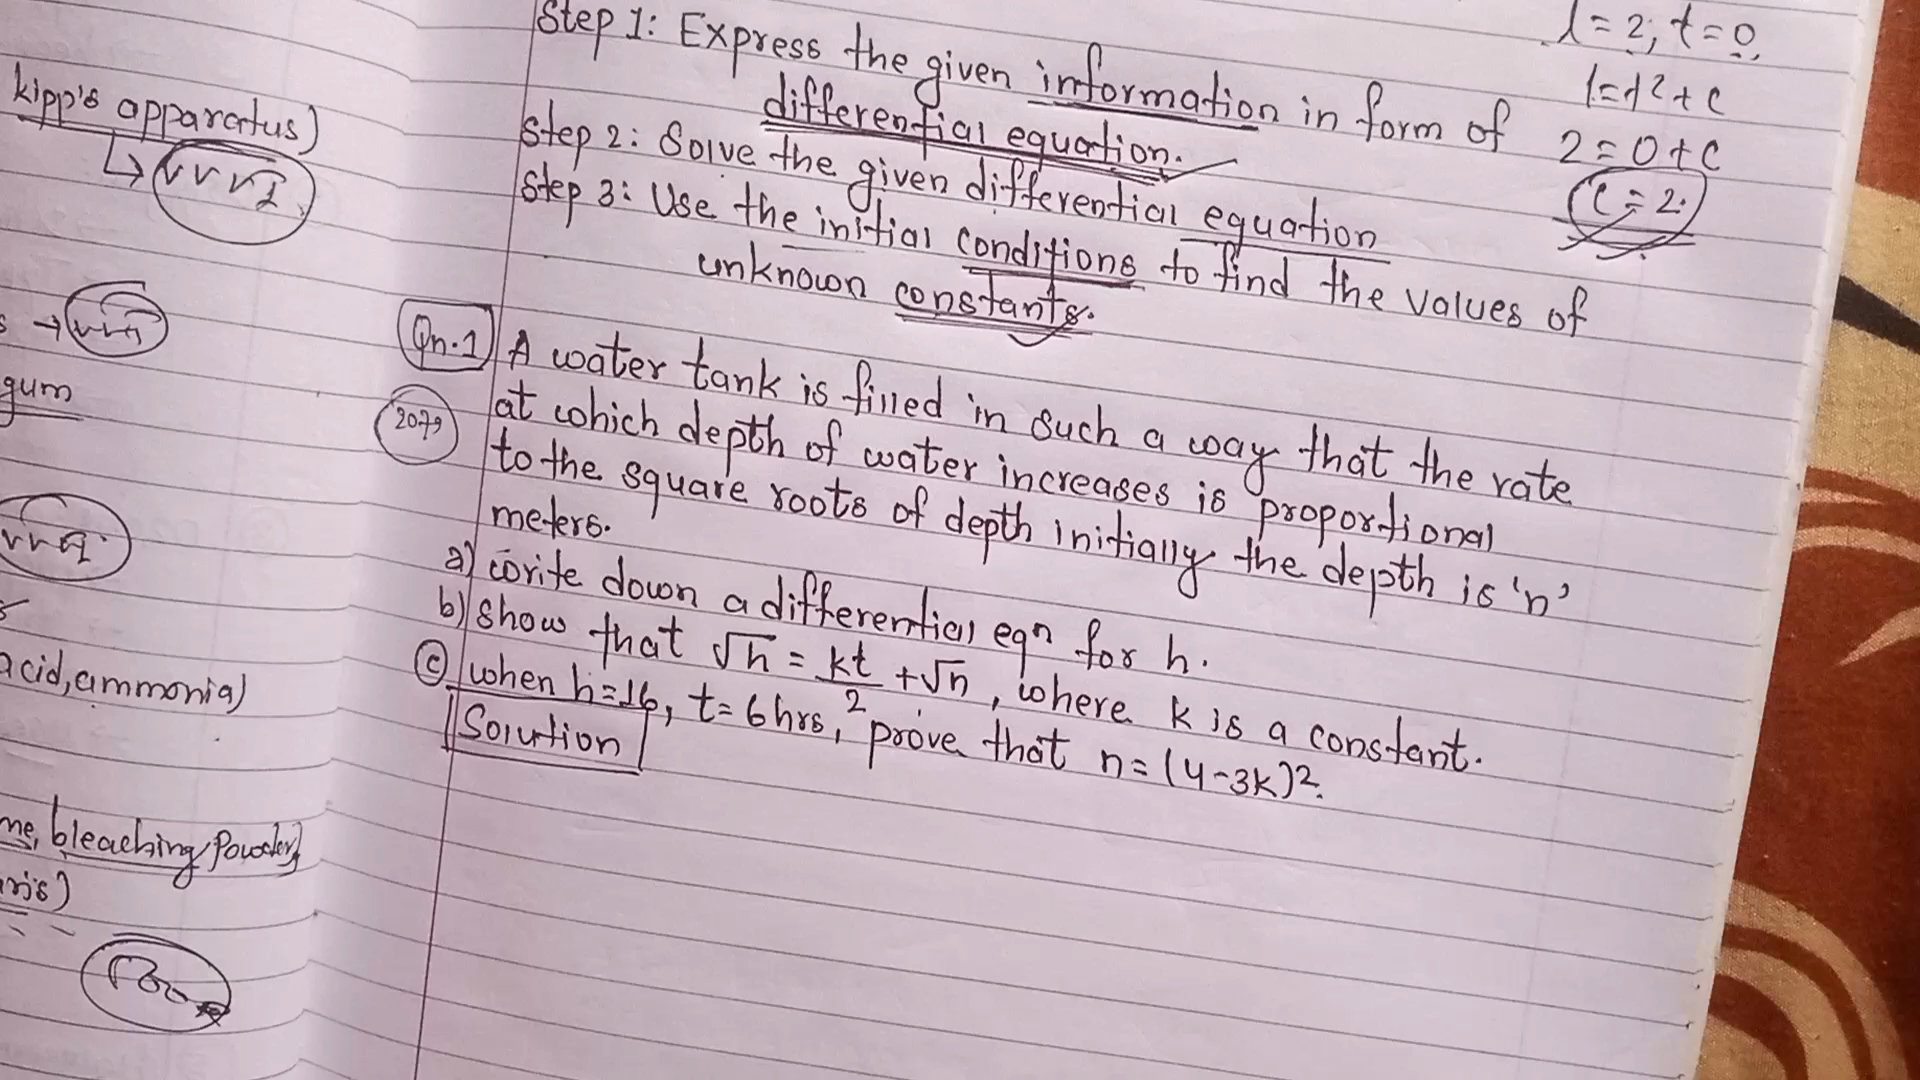 kipp's apparatus)
gum
acid, ammonia)
me, bleaching Powder)
l = 2, t = 0,
l = t² + c
2 = 0 + c
c = 2.
Step 1: Express the given information in form of
differential equation.
Step 2: Solve the given differential equation
Step 3: Use the initial conditions to find the values of
unknown constants.
Qn.1 A water tank is filled in such a way that the rate
2079 at which depth of water increases is proportional
to the square roots of depth initially the depth is 'n'
meters.
a) write down a differential eqn for h.
b) show that √h = kt/2 + √n, where k is a constant.
c) when h=16, t=6hrs, prove that n = (4-3k)².
Solution